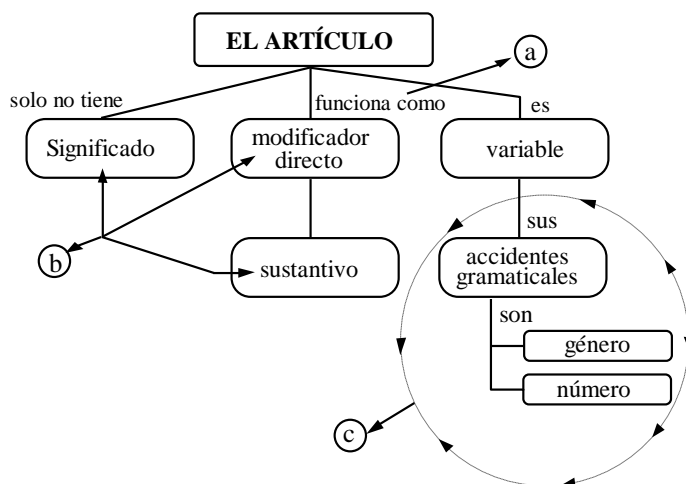 EL ARTÍCULO
a
solo no tiene
funciona como
es
Significado
modificador
directo
variable
sus
b
sustantivo
accidentes
gramaticales
son
género
número
c